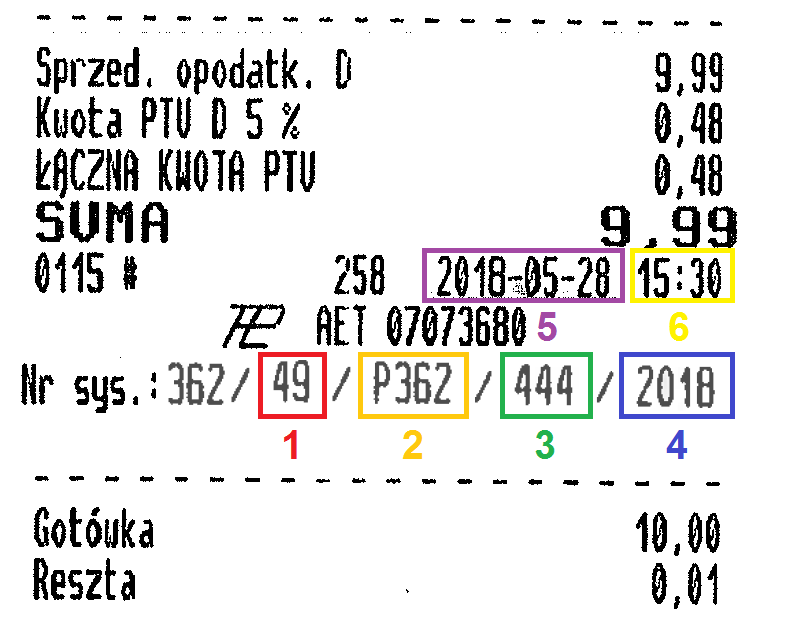 Sprzed. opodatk. D 9,99
Kwota PTU D 5 % 0,48
ŁĄCZNA KWOTA PTU 0,48
SUMA 9,99
0115 # 258 2018-05-28 15:30
AET 07073680 5 6
Nr sys.: 362/ 49 / P362 / 444 / 2018
1 2 3 4
Gotówka 10,00
Reszta 0,01